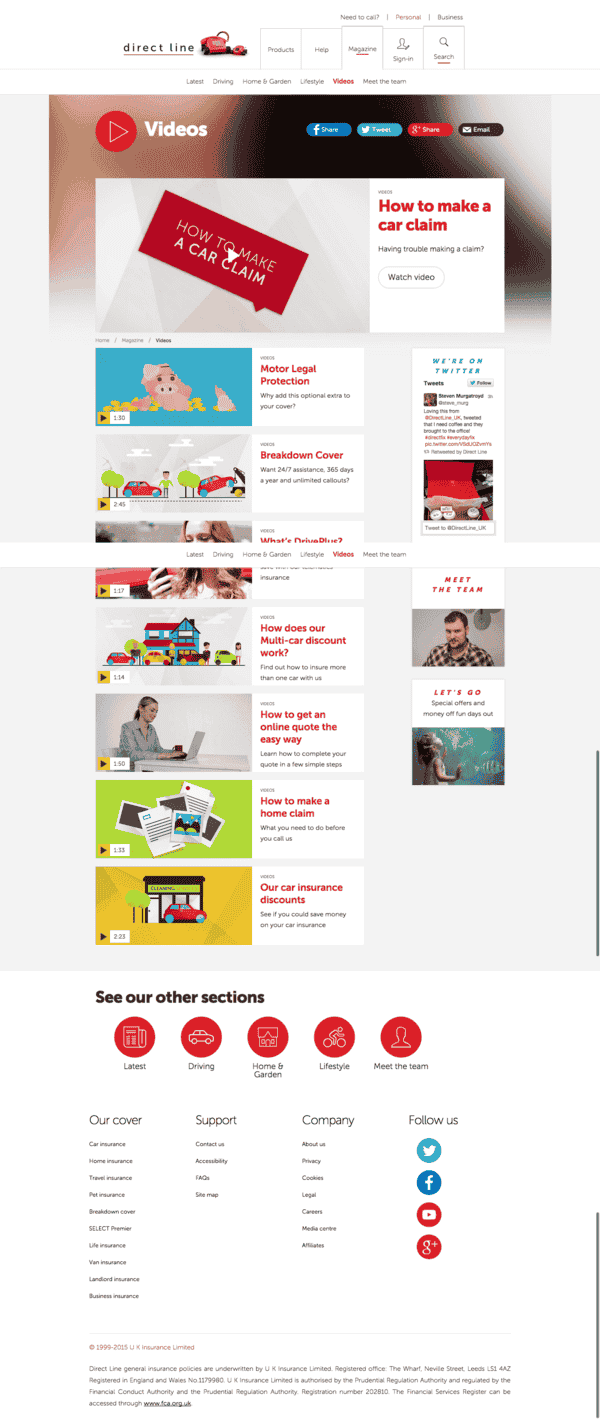 Need to call? | Personal | Business
direct line
Products
Help
Magazine
Sign-in
Search
Latest Driving Home & Garden Lifestyle Videos Meet the team
Videos
Share
Tweet
Share
Email
HOW TO MAKE
A CAR CLAIM
VIDEOS
How to make a
car claim
Having trouble making a claim?
Watch video
Home / Magazine / Videos
1:30
VIDEOS
Motor Legal
Protection
Why add this optional extra to
your cover?
2:45
VIDEOS
Breakdown Cover
Want 24/7 assistance, 365 days
a year and unlimited callouts?
VIDEOS
What's DrivePlus?
WE'RE ON
TWITTER
Tweets
Follow
Steven Murgatroyd 2h
@steve_murg
Loving this from
@DirectLine_UK, tweeted
that I need coffee and they
brought to the office!
#directfix #everydayfix
Retweeted by Direct Line
Tweet to @DirectLine_UK
Latest Driving Home & Garden Lifestyle Videos Meet the team
1:17
insurance
MEET
THE TEAM
1:14
VIDEOS
How does our
Multi-car discount
work?
Find out how to insure more
than one car with us
LET'S GO
Special offers and
money off fun days out
1:50
VIDEOS
How to get an
online quote the
easy way
Learn how to complete your
quote in a few simple steps
1:33
VIDEOS
How to make a
home claim
What you need to do before
you call us
CLEANING
2:23
VIDEOS
Our car insurance
discounts
See if you could save money
on your car insurance
See our other sections
Latest
Driving
Home &
Garden
Lifestyle
Meet the team
Our cover
Car insurance
Home insurance
Travel insurance
Pet insurance
Breakdown cover
SELECT Premier
Life insurance
Van insurance
Landlord insurance
Business insurance
Support
Contact us
Accessibility
FAQs
Site map
Company
About us
Privacy
Cookies
Legal
Careers
Media centre
Affiliates
Follow us
© 1999-2015 U K Insurance Limited
Direct Line general insurance policies are underwritten by U K Insurance Limited. Registered office: The Wharf, Neville Street, Leeds LS1 4AZ
Registered in England and Wales No.1179980. U K Insurance Limited is authorised by the Prudential Regulation Authority and regulated by the
Financial Conduct Authority and the Prudential Regulation Authority. Registration number 202810. The Financial Services Register can be
accessed through www.fca.org.uk.